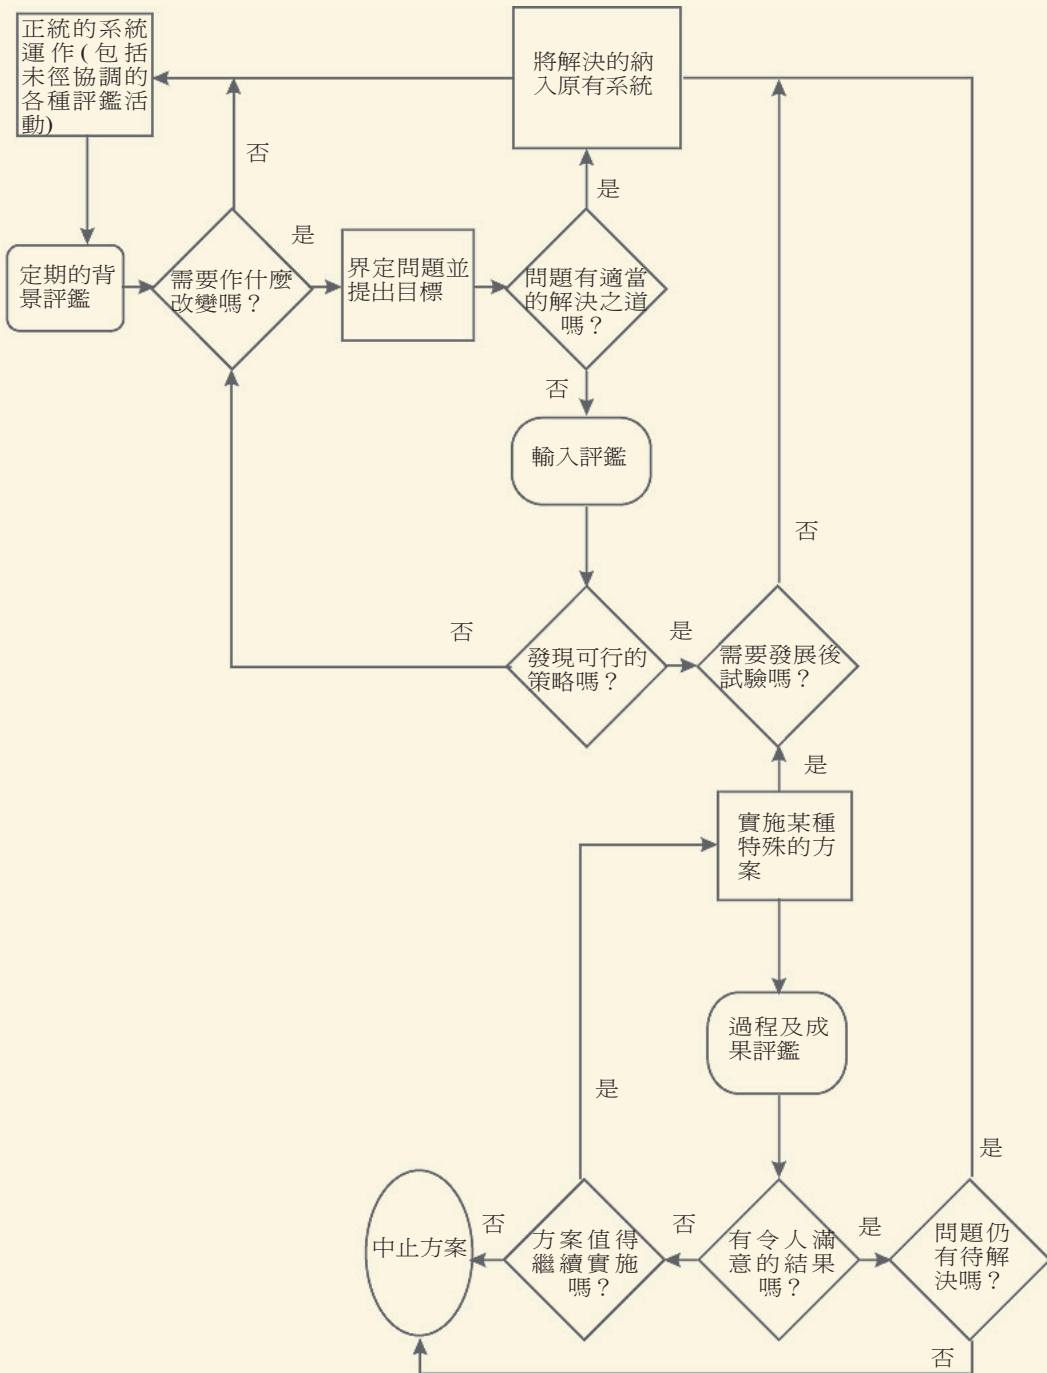 正統的系統
運作(包括
未徑協調的
各種評鑑活
動)
將解決的納
入原有系統
否
是
是
定期的背
景評鑑
需要作什麼
改變嗎？
界定問題並
提出目標
問題有適當
的解決之道
嗎？
否
輸入評鑑
否
否
是
發現可行的
策略嗎？
需要發展後
試驗嗎？
是
實施某種
特殊的方
案
過程及成
果評鑑
是
是
中止方案
否
方案值得
繼續實施
嗎？
否
有令人滿
意的結果
嗎？
是
問題仍
有待解
決嗎？
否